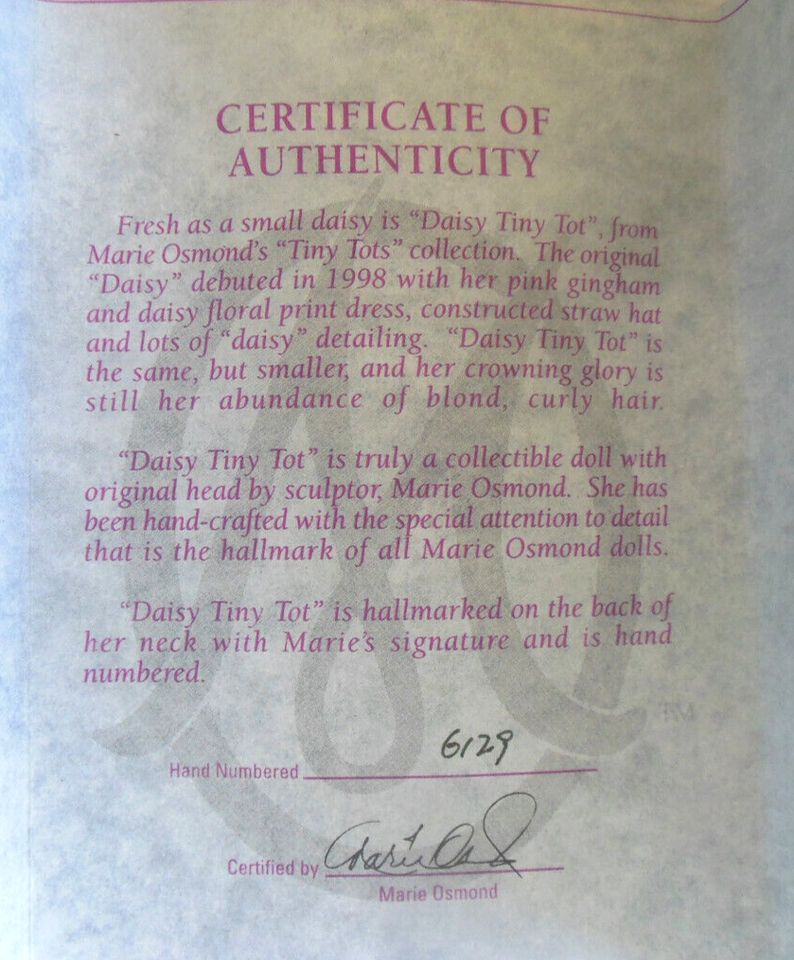 CERTIFICATE OF
AUTHENTICITY
Fresh as a small daisy is “Daisy Tiny Tot”, from
Marie Osmond’s “Tiny Tots” collection. The original
“Daisy” debuted in 1998 with her pink gingham
and daisy floral print dress, constructed straw hat
and lots of “daisy” detailing. “Daisy Tiny Tot” is
the same, but smaller, and her crowning glory is
still her abundance of blond, curly hair.
“Daisy Tiny Tot” is truly a collectible doll with
original head by sculptor, Marie Osmond. She has
been hand-crafted with the special attention to detail
that is the hallmark of all Marie Osmond dolls.
“Daisy Tiny Tot” is hallmarked on the back of
her neck with Marie’s signature and is hand
numbered.
TM
Hand Numbered 6129
Certified by Marie Osmond
Marie Osmond